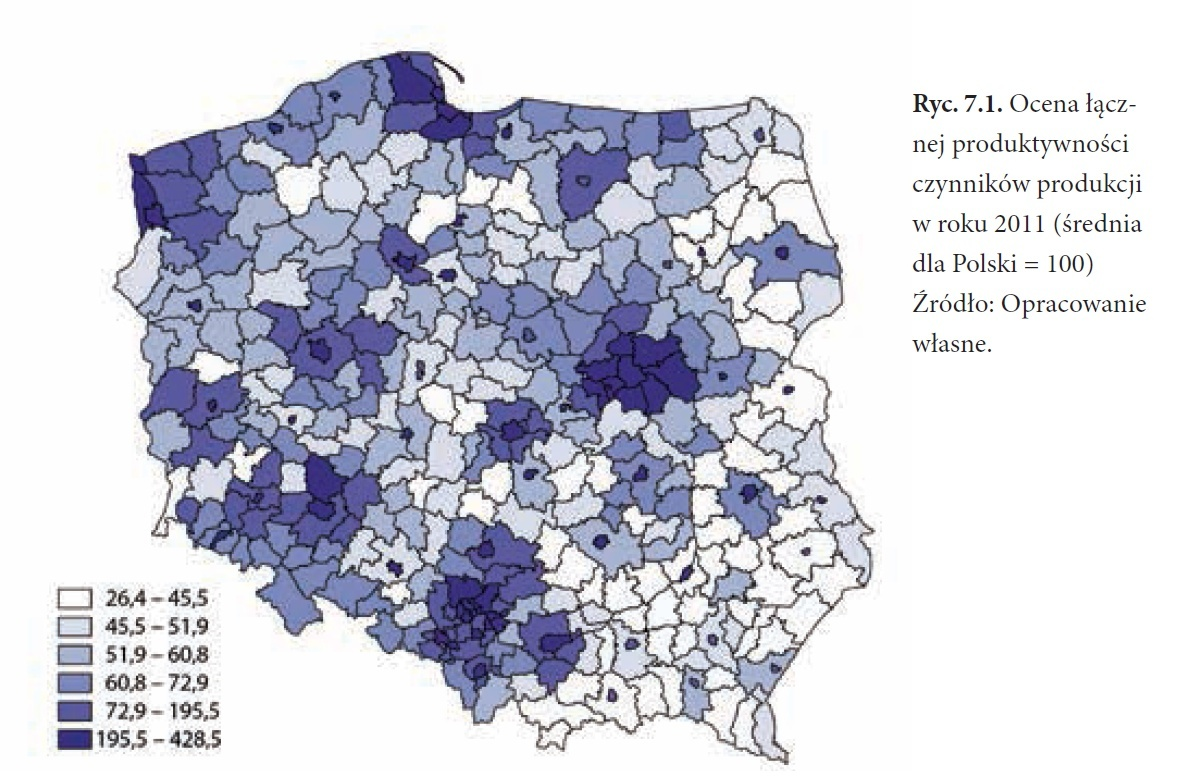 Ryc. 7.1. Ocena łącz-
nej produktywności
czynników produkcji
w roku 2011 (średnia
dla Polski = 100)
Źródło: Opracowanie
własne.
26,4 – 45,5
45,5 – 51,9
51,9 – 60,8
60,8 – 72,9
72,9 – 195,5
195,5 – 428,5